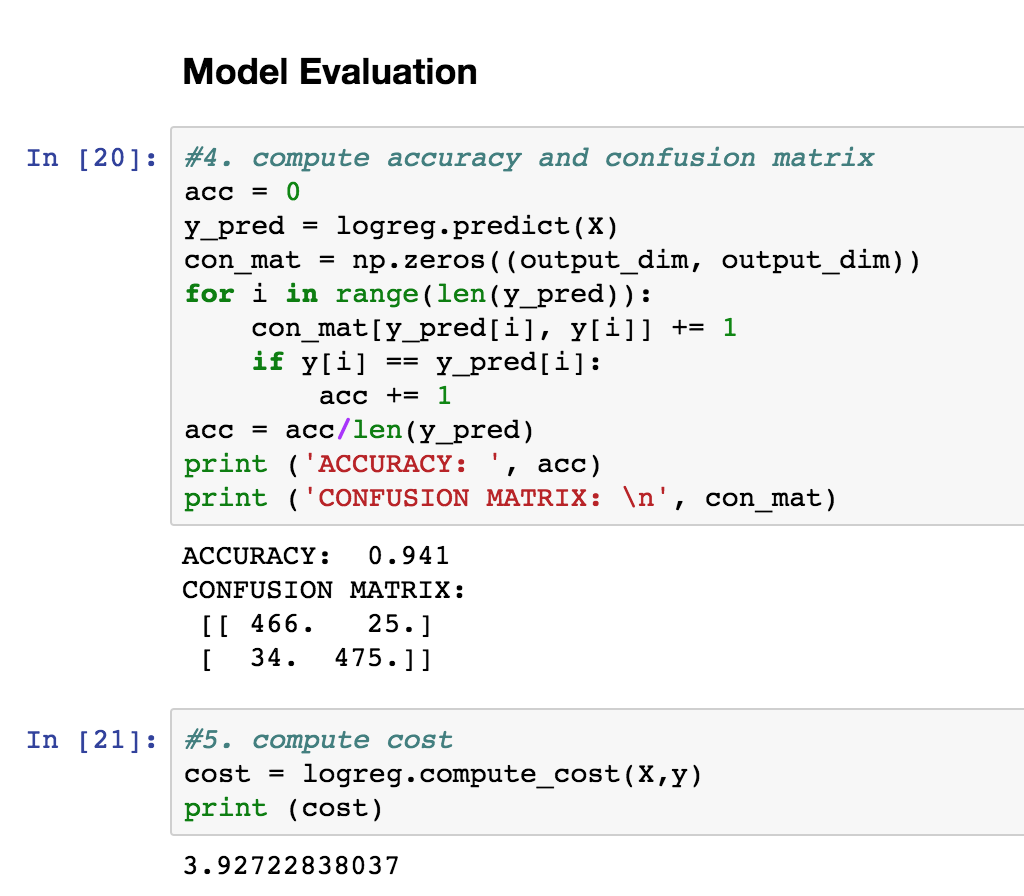 Model Evaluation
In [20]:
#4. compute accuracy and confusion matrix
acc = 0
y_pred = logreg.predict(X)
con_mat = np.zeros((output_dim, output_dim))
for i in range(len(y_pred)):
    con_mat[y_pred[i], y[i]] += 1
    if y[i] == y_pred[i]:
        acc += 1
acc = acc/len(y_pred)
print ('ACCURACY: ', acc)
print ('CONFUSION MATRIX: \n', con_mat)
ACCURACY:  0.941
CONFUSION MATRIX:
 [[ 466.   25.]
 [  34.  475.]]
In [21]:
#5. compute cost
cost = logreg.compute_cost(X,y)
print (cost)
3.92722838037